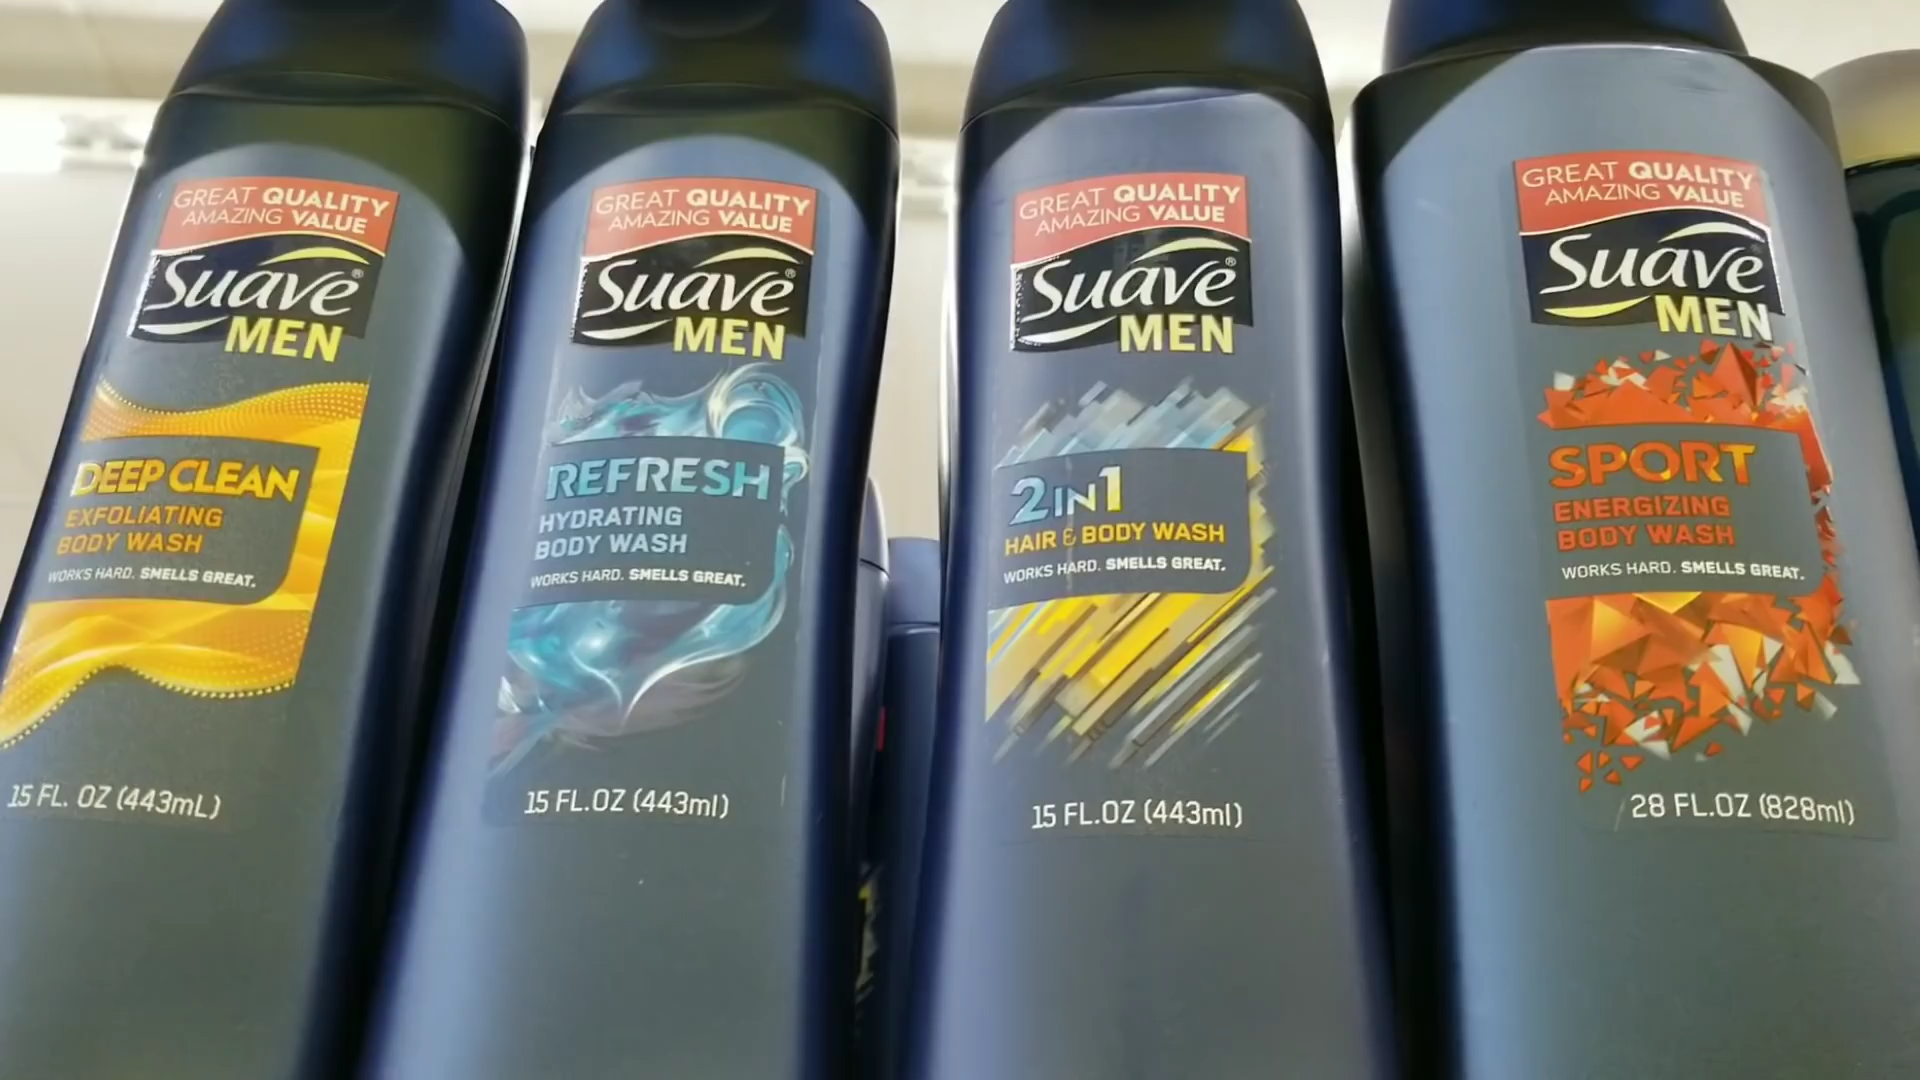 GREAT QUALITY
AMAZING VALUE
Suave®
MEN
DEEP CLEAN
EXFOLIATING
BODY WASH
WORKS HARD. SMELLS GREAT.
15 FL. OZ (443mL)
GREAT QUALITY
AMAZING VALUE
Suave®
MEN
REFRESH
HYDRATING
BODY WASH
WORKS HARD. SMELLS GREAT.
15 FL.OZ (443ml)
GREAT QUALITY
AMAZING VALUE
Suave®
MEN
2IN1
HAIR & BODY WASH
WORKS HARD. SMELLS GREAT.
15 FL.OZ (443ml)
GREAT QUALITY
AMAZING VALUE
Suave®
MEN
SPORT
ENERGIZING
BODY WASH
WORKS HARD. SMELLS GREAT.
28 FL.OZ (828ml)